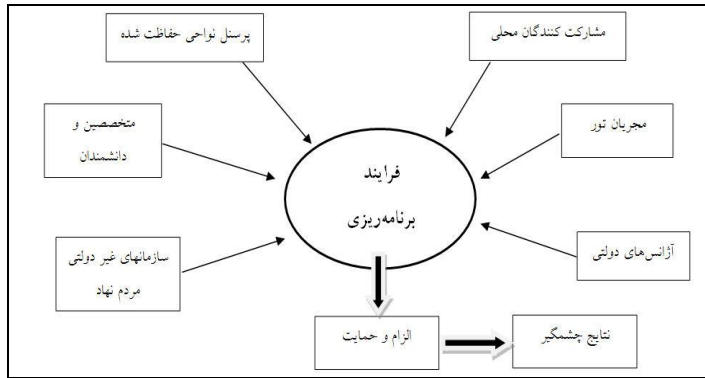 مشارکت کنندگان محلی
پرسنل نواحی حفاظت شده
مجریان تور
متخصصین و
دانشمندان
فرایند
برنامه‌ریزی
آژانس‌های دولتی
سازمانهای غیر دولتی
مردم نهاد
الزام و حمایت
نتایج چشمگیر